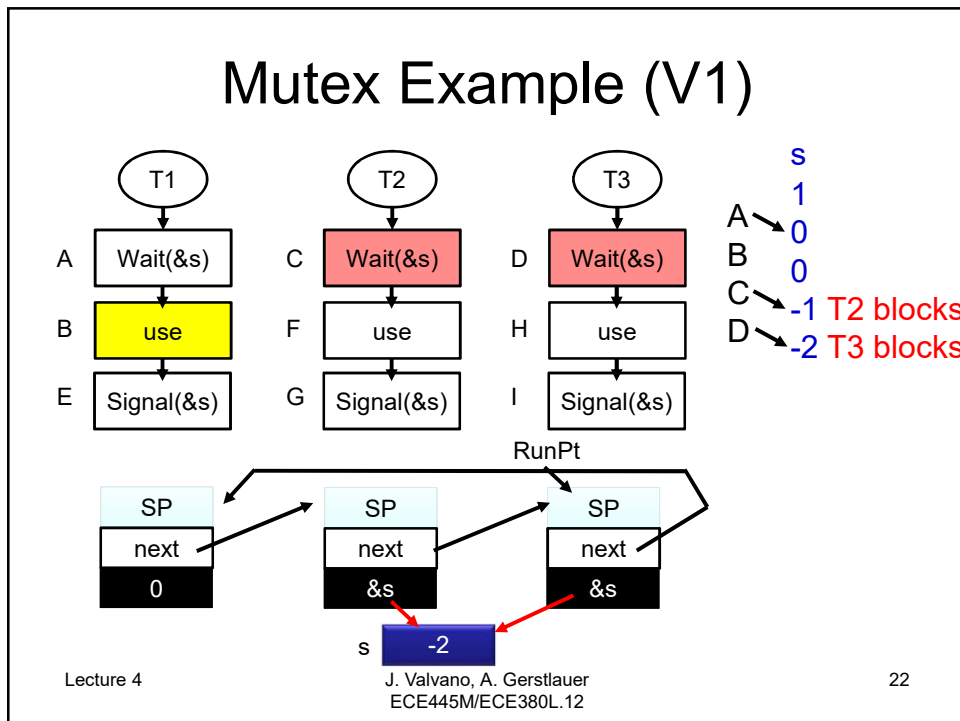 Mutex Example (V1)
T1
T2
T3
s
1
A
0
B
0
C
-1 T2 blocks
D
-2 T3 blocks
A
Wait(&s)
C
Wait(&s)
D
Wait(&s)
B
use
F
use
H
use
E
Signal(&s)
G
Signal(&s)
I
Signal(&s)
RunPt
SP
SP
SP
next
next
next
0
&s
&s
s
-2
Lecture 4
J. Valvano, A. Gerstlauer
ECE445M/ECE380L.12
22